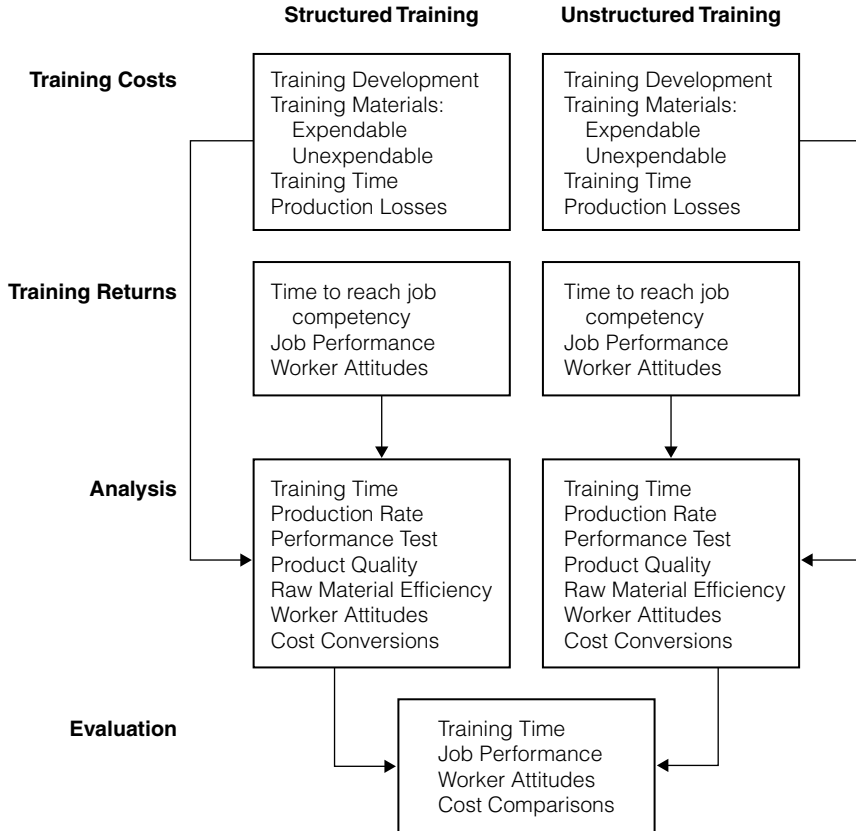 Structured Training
Unstructured Training
Training Costs
Training Development
Training Materials:
Expendable
Unexpendable
Training Time
Production Losses
Training Development
Training Materials:
Expendable
Unexpendable
Training Time
Production Losses
Training Returns
Time to reach job
competency
Job Performance
Worker Attitudes
Time to reach job
competency
Job Performance
Worker Attitudes
Analysis
Training Time
Production Rate
Performance Test
Product Quality
Raw Material Efficiency
Worker Attitudes
Cost Conversions
Training Time
Production Rate
Performance Test
Product Quality
Raw Material Efficiency
Worker Attitudes
Cost Conversions
Evaluation
Training Time
Job Performance
Worker Attitudes
Cost Comparisons